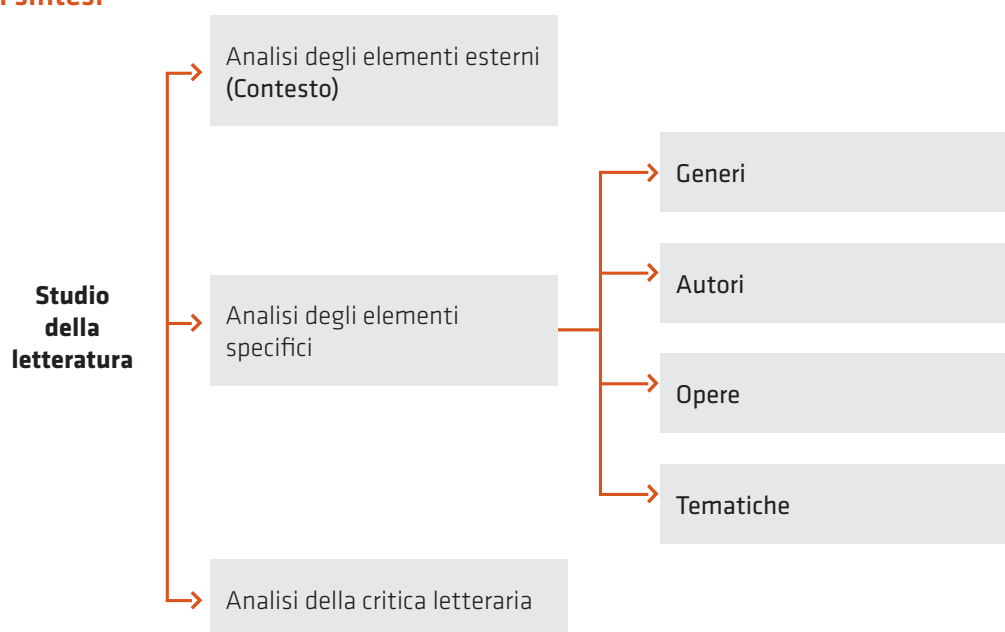 sintesi
Analisi degli elementi esterni
(Contesto)
Generi
Autori
Studio
della
letteratura
Analisi degli elementi
specifici
Opere
Tematiche
Analisi della critica letteraria